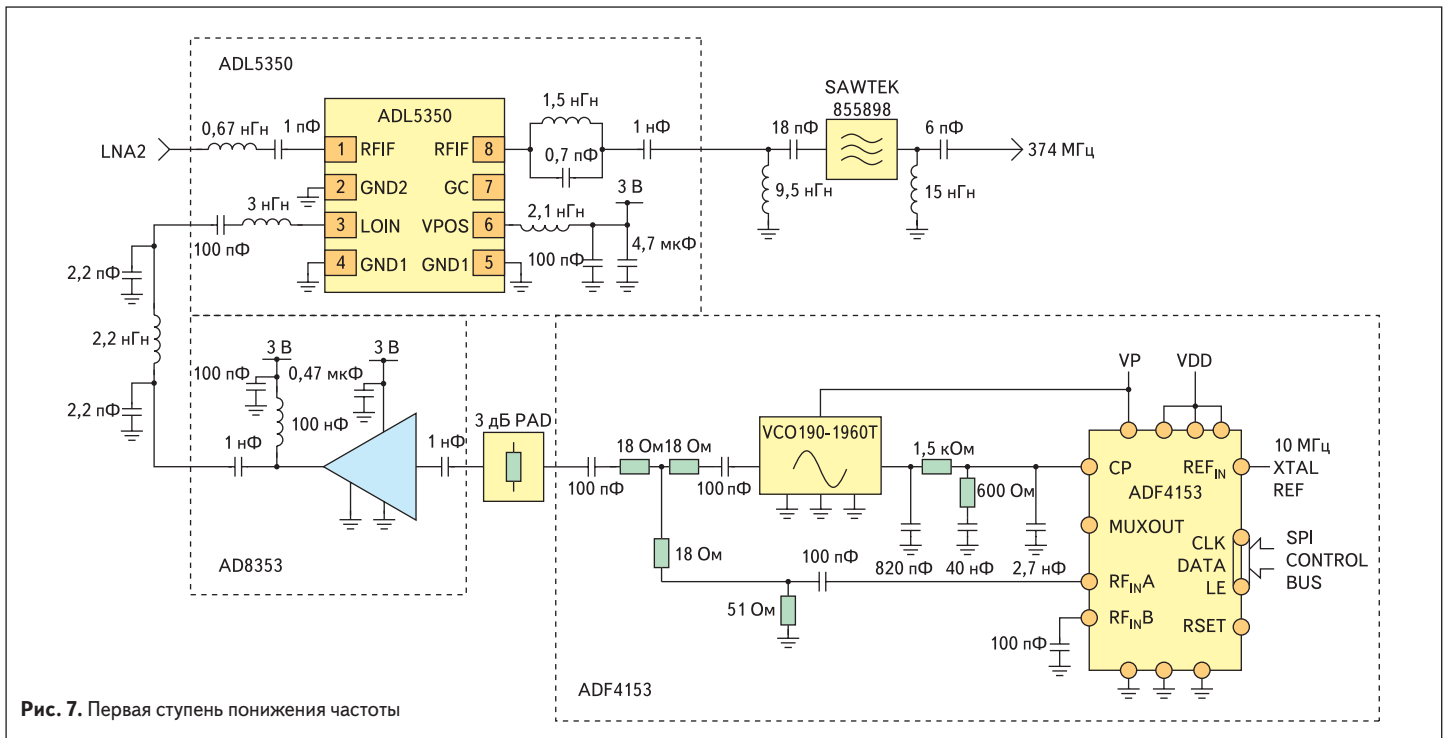 ADL5350
LNA2
0,67 нГн
1 пФ
ADL5350
1 RFIF
2 GND2
3 LOIN
4 GND1
RFIF 8
GC 7
VPOS 6
GND1 5
1,5 нГн
0,7 пФ
1 нФ
SAWTEK
855898
18 пФ
6 пФ
374 МГц
9,5 нГн
15 нГн
3 нГн
100 пФ
3 В
2,1 нГн
100 пФ
4,7 мкФ
2,2 пФ
2,2 нГн
2,2 пФ
3 В
3 В
100 пФ
0,47 мкФ
100 нФ
1 нФ
1 нФ
AD8353
3 дБ PAD
100 пФ
18 Ом
18 Ом
100 пФ
VCO190-1960T
1,5 кОм
600 Ом
820 пФ
40 нФ
2,7 нФ
18 Ом
51 Ом
100 пФ
100 пФ
VP
VDD
CP
REFIN
ADF4153
MUXOUT
CLK
DATA
LE
RFINA
RFINB
RSET
10 МГц
XTAL
REF
SPI
CONTROL
BUS
ADF4153
Рис. 7. Первая ступень понижения частоты